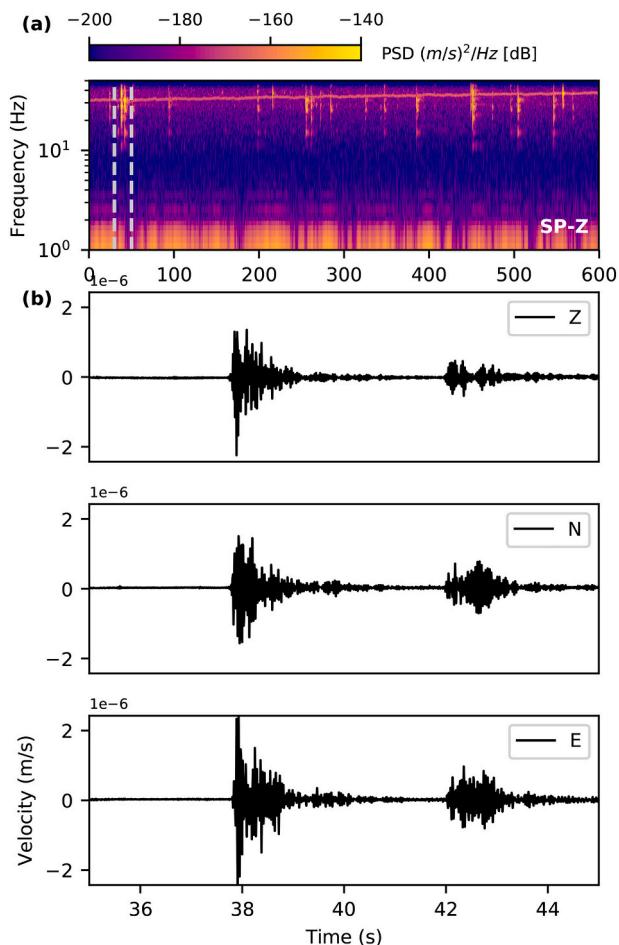 (a)
−200 −180 −160 −140
PSD (m/s)²/Hz [dB]
Frequency (Hz)
10¹
10⁰
SP-Z
0 100 200 300 400 500 600
(b)
1e−6
2
0
−2
Z
1e−6
2
0
−2
N
1e−6
2
0
−2
E
Velocity (m/s)
36 38 40 42 44
Time (s)